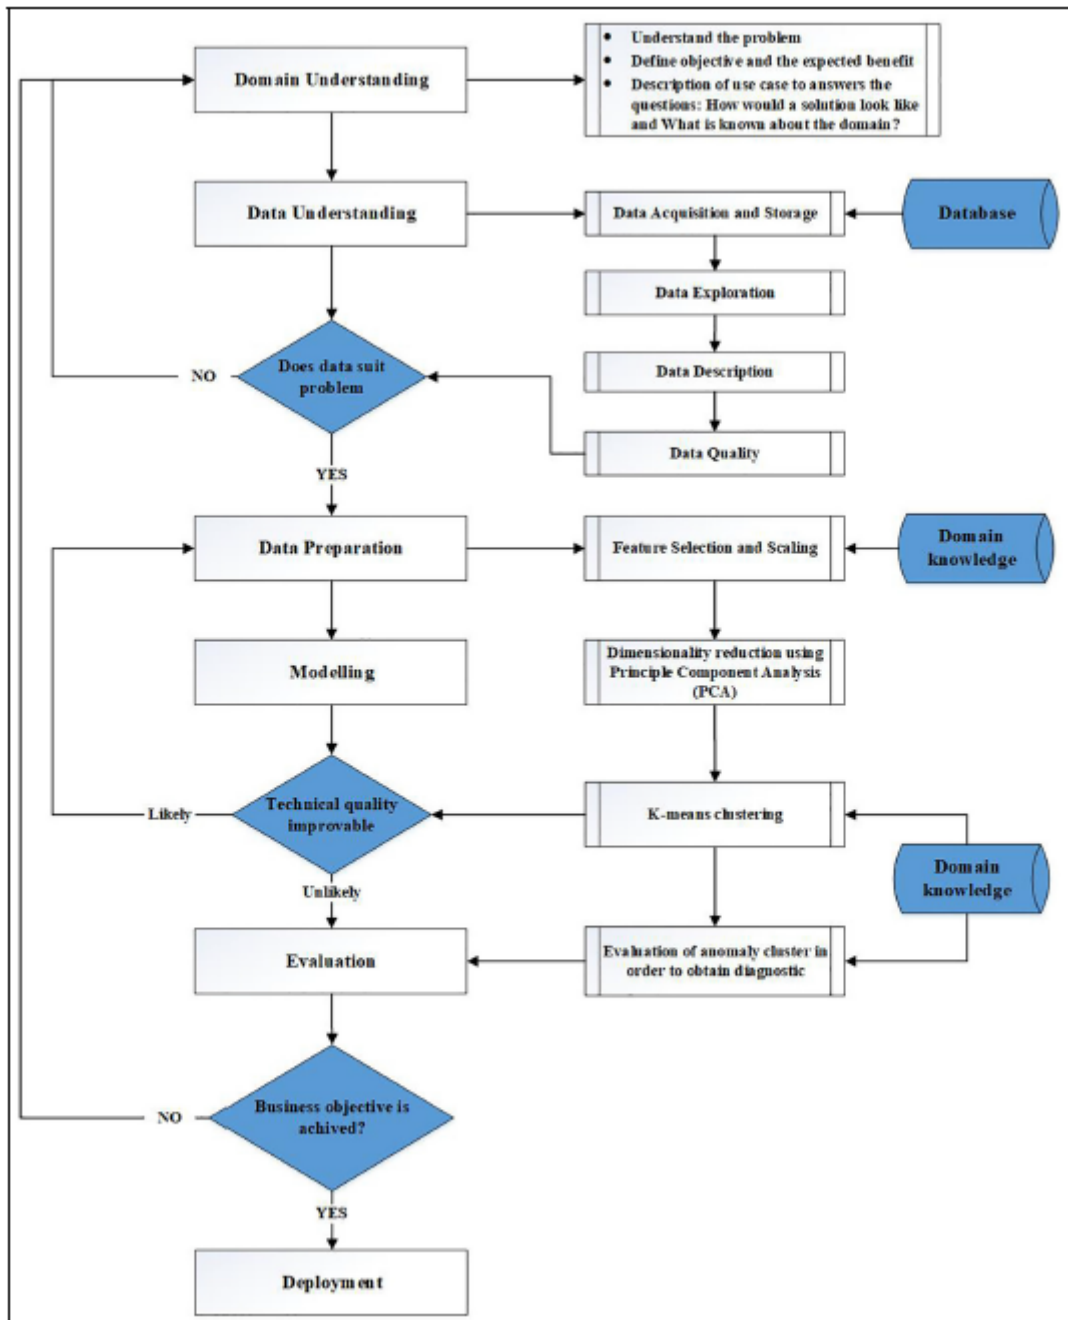 Domain Understanding
• Understand the problem
• Define objective and the expected benefit
• Description of use case to answers the
questions: How would a solution look like
and What is known about the domain?
Data Understanding
Data Acquisition and Storage
Database
Data Exploration
Does data suit
problem
NO
Data Description
Data Quality
YES
Data Preparation
Feature Selection and Scaling
Domain
knowledge
Modelling
Dimensionality reduction using
Principle Component Analysis
(PCA)
Likely
Technical quality
improvable
K-means clustering
Domain
knowledge
Unlikely
Evaluation
Evaluation of anomaly cluster in
order to obtain diagnostic
NO
Business objective is
achived?
YES
Deployment